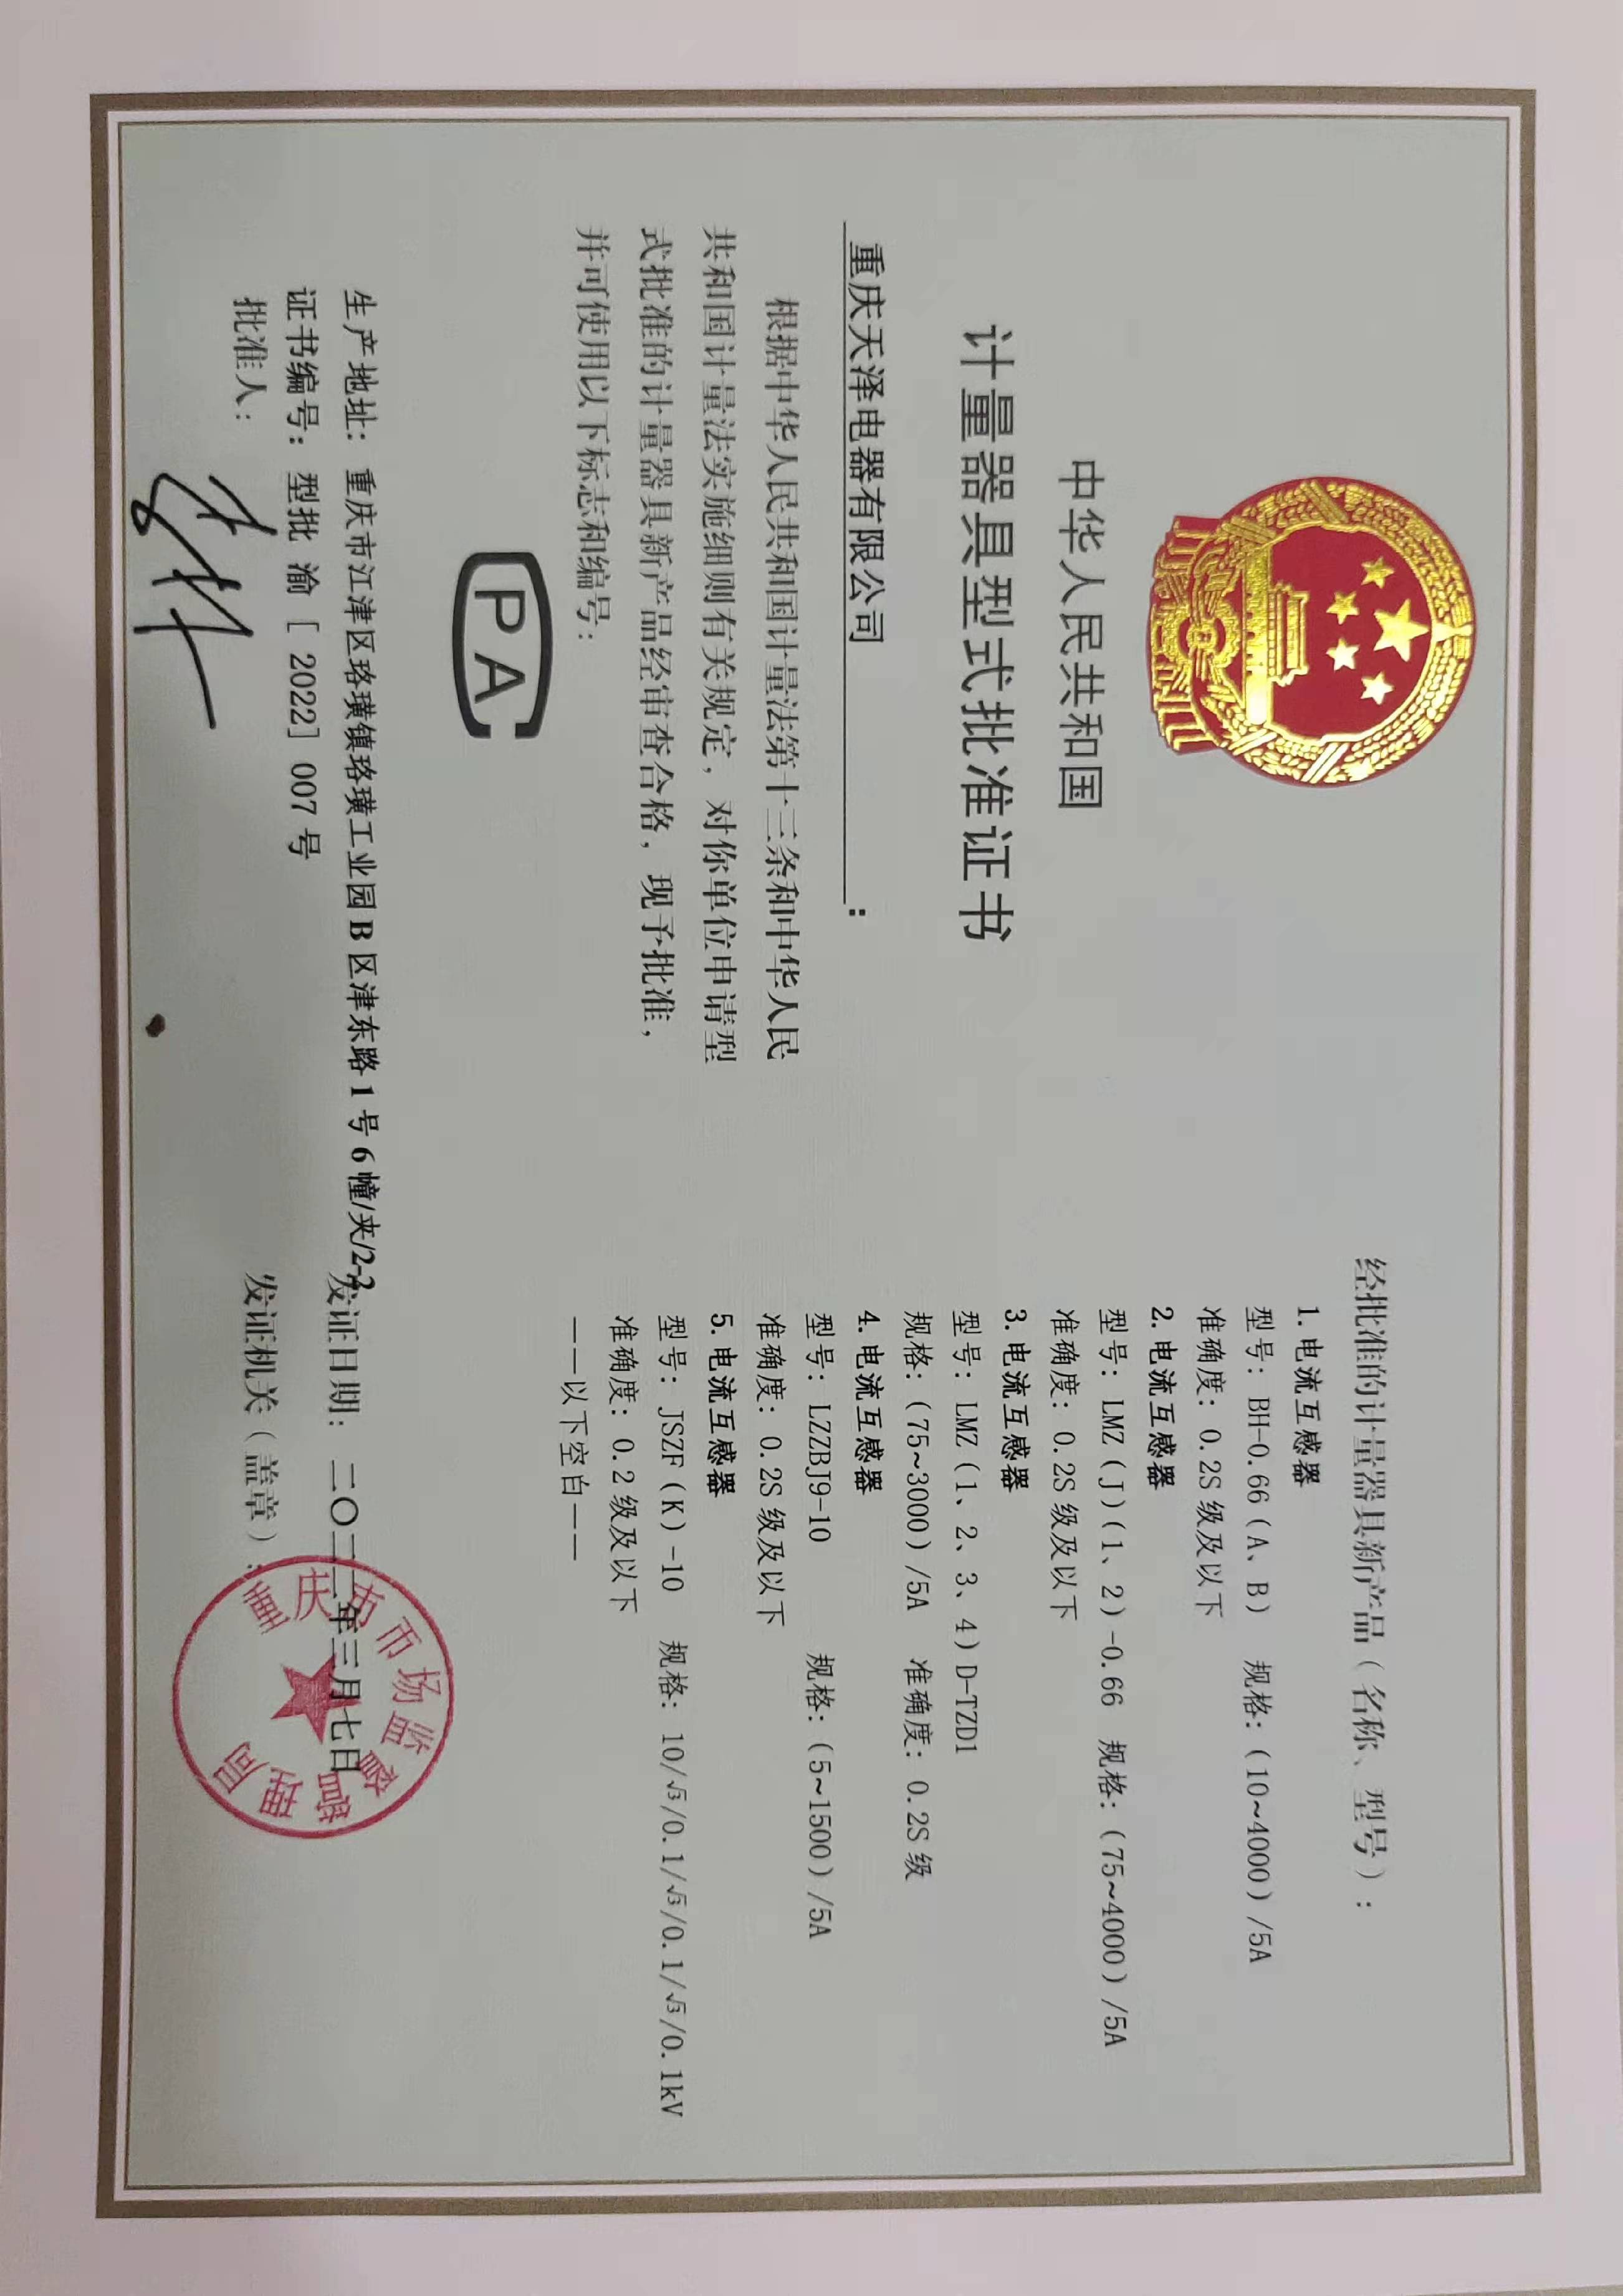 中华人民共和国
计量器具型式批准证书
重庆天泽电器有限公司：
根据中华人民共和国计量法第十三条和中华人民
共和国计量法实施细则有关规定，对你单位申请型
式批准的计量器具新产品经审查合格，现予批准，
并可使用以下标志和编号：
CPA
生产地址：重庆市江津区珞璜镇珞璜工业园B区津东路1号6幢/夹/2-2
证书编号：型批 渝 [ 2022] 007 号
批准人：
经批准的计量器具新产品（名称、型号）：
1.电流互感器
型号：BH-0.66（A、B） 规格：（10~4000）/5A
准确度：0.2S 级及以下
2.电流互感器
型号：LMZ（J）（1、2）-0.66 规格：（75~4000）/5A
准确度：0.2S 级及以下
3.电流互感器
型号：LMZ（1、2、3、4）D-TZD1
规格：（75~3000）/5A 准确度：0.2S 级
4.电流互感器
型号：LZZBJ9-10 规格：（5~1500）/5A
准确度：0.2S 级及以下
5.电流互感器
型号：JSZF（K）-10 规格：10/√3/0.1/√3/0.1/√3/0.1kV
准确度：0.2 级及以下
——以下空白——
发证日期：二〇二二年三月七日
发证机关（盖章）：
重庆市市场监督管理局